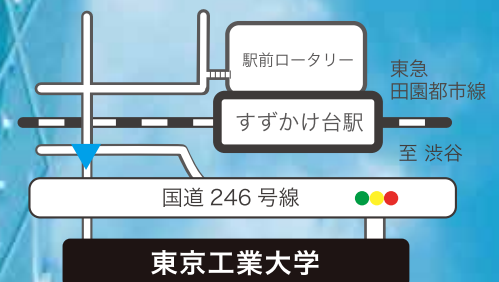 駅前ロータリー
東急
田園都市線
すずかけ台駅
至 渋谷
国道 246 号線
東京工業大学